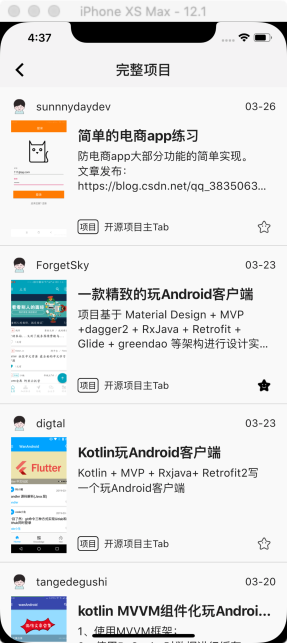 iPhone XS Max - 12.1
4:37
完整项目
sunnnydaydev
03-26
简单的电商app练习
防电商app大部分功能的简单实现。
文章发布：
https://blog.csdn.net/qq_3835063...
项目 开源项目主Tab
ForgetSky
03-23
一款精致的玩Android客户端
项目基于 Material Design + MVP
+dagger2 + RxJava + Retrofit +
Glide + greendao 等架构进行设计实...
项目 开源项目主Tab
digtal
03-23
Flutter
Kotlin玩Android客户端
Kotlin + MVP + Rxjava + Retrofit2写
一个玩Android客户端
项目 开源项目主Tab
tangedegushi
03-20
kotlin MVVM组件化玩Androi...
1、使用MVVM框架；